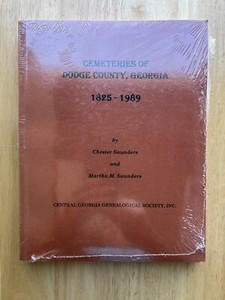 CEMETERIES OF
DODGE COUNTY, GEORGIA
1825-1989
by
Chester Saunders
and
Martha M. Saunders
CENTRAL GEORGIA GENEALOGICAL SOCIETY, INC.